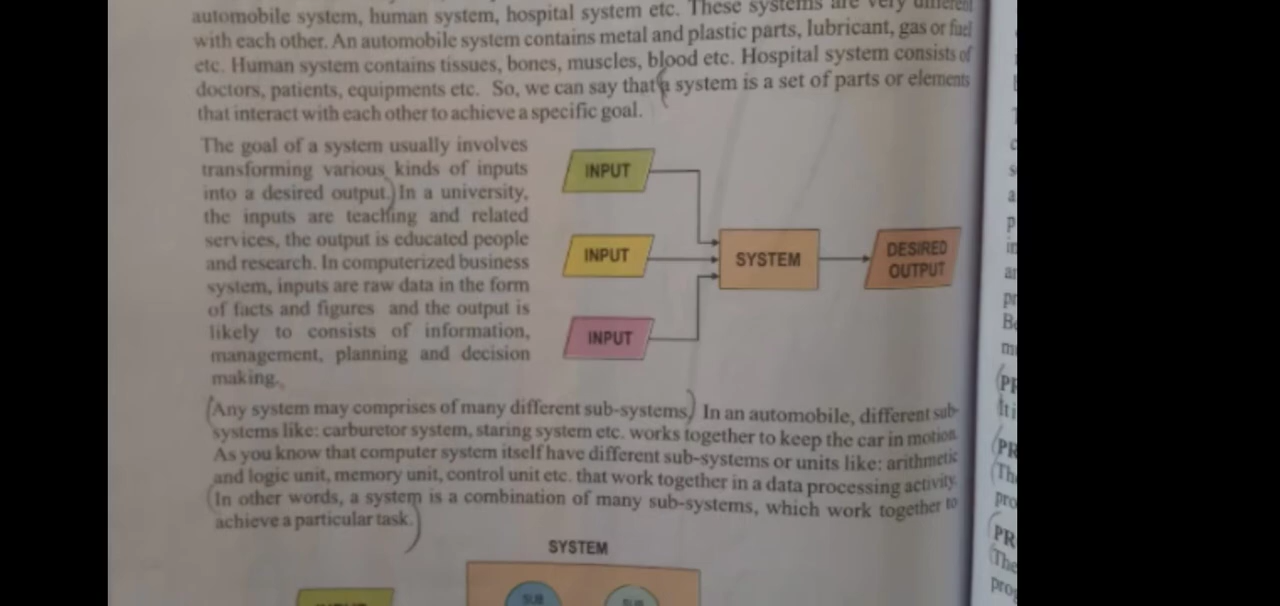 automobile system, human system, hospital system etc. These systems are very different
with each other. An automobile system contains metal and plastic parts, lubricant, gas or fuel
etc. Human system contains tissues, bones, muscles, blood etc. Hospital system consists of
doctors, patients, equipments etc. So, we can say that a system is a set of parts or elements
that interact with each other to achieve a specific goal.
The goal of a system usually involves
transforming various kinds of inputs
into a desired output. In a university,
the inputs are teaching and related
services, the output is educated people
and research. In computerized business
system, inputs are raw data in the form
of facts and figures and the output is
likely to consists of information,
management, planning and decision
making.
INPUT
INPUT
INPUT
SYSTEM
DESIRED
OUTPUT
Any system may comprises of many different sub-systems. In an automobile, different sub-
systems like: carburetor system, staring system etc. works together to keep the car in motion.
As you know that computer system itself have different sub-systems or units like: arithmetic
and logic unit, memory unit, control unit etc. that work together in a data processing activity.
In other words, a system is a combination of many sub-systems, which work together to
achieve a particular task.
SYSTEM
SUB
SUB